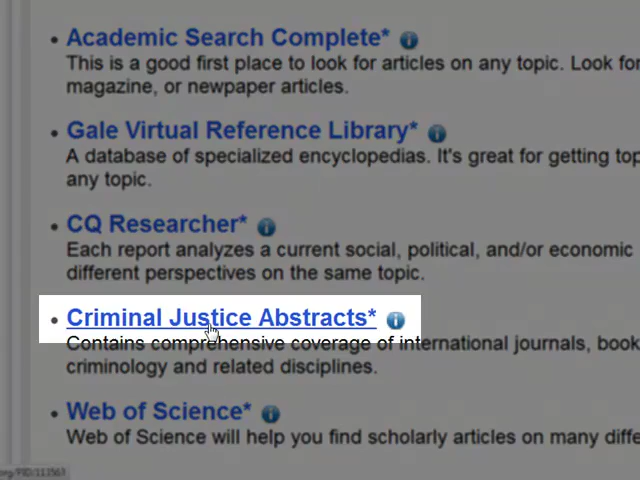 Academic Search Complete*
This is a good first place to look for articles on any topic. Look for
magazine, or newpaper articles.
Gale Virtual Reference Library*
A database of specialized encyclopedias. It's great for getting top
any topic.
CQ Researcher*
Each report analyzes a current social, political, and/or economic
different perspectives on the same topic.
Criminal Justice Abstracts*
Contains comprehensive coverage of international journals, book
criminology and related disciplines.
Web of Science*
Web of Science will help you find scholarly articles on many diffe